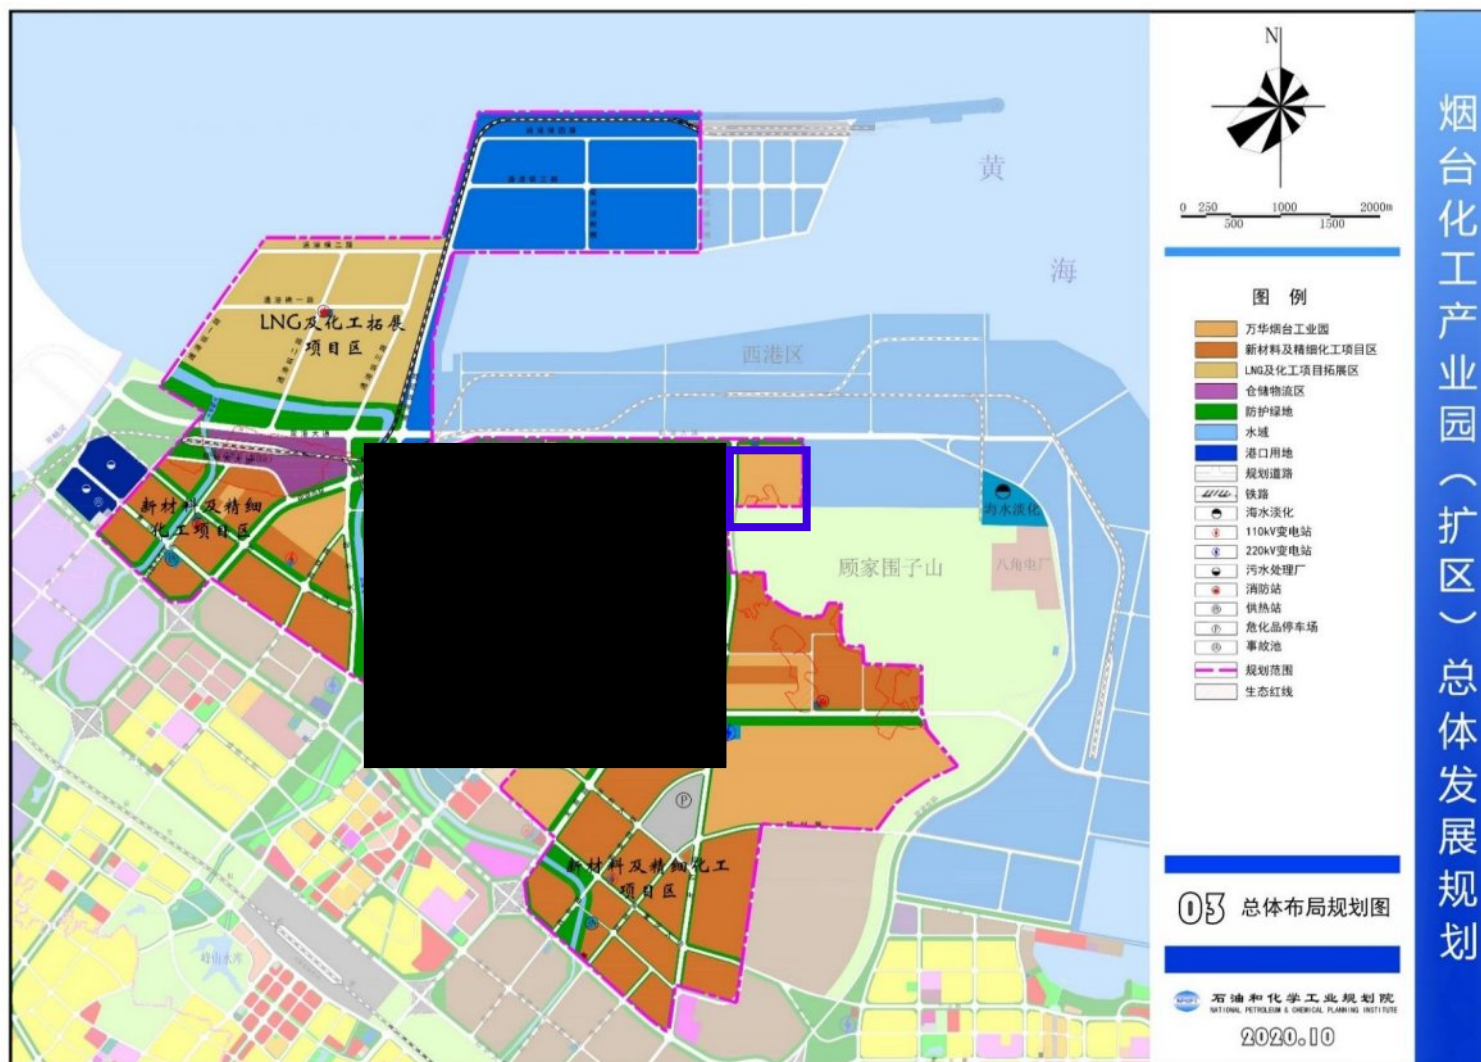 黄
海
西港区
LNG及化工拓展
项目区
新材料及精细
化工项目区
顾家围子山
海水淡化
八角电厂
新材料及精细化工
项目区
峰山水库
N
0 250 1000 2000m
500 1500
图 例
万华烟台工业园
新材料及精细化工项目区
LNG及化工项目拓展区
仓储物流区
防护绿地
水域
港口用地
规划道路
铁路
海水淡化
110kV变电站
220kV变电站
污水处理厂
消防站
供热站
危化品停车场
事故池
规划范围
生态红线
03 总体布局规划图
石油和化学工业规划院
NATIONAL PETROLEUM & CHEMICAL PLANNING INSTITUTE
2020.10
烟台化工产业园（扩区）总体发展规划